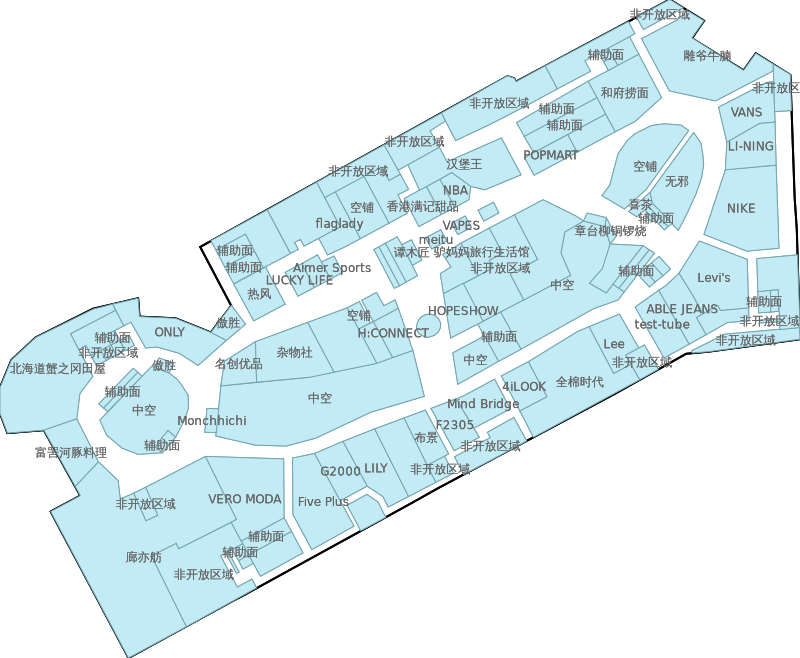 非开放区域
辅助面
雕爷牛腩
非开放区
和府捞面
非开放区域
辅助面
VANS
辅助面
非开放区域
LI-NING
POPMART
汉堡王
空铺
非开放区域
无邪
NBA
喜茶
香港满记甜品
空铺
NIKE
辅助面
flaglady
VAPES
章台柳铜锣烧
meitu
辅助面
谭木匠
驴妈妈旅行生活馆
辅助面
Aimer Sports
非开放区域
辅助面
LUCKY LIFE
Levi's
中空
热风
辅助面
HOPESHOW
ABLE JEANS
空铺
傲胜
test-tube
非开放区域
ONLY
H:CONNECT
辅助面
辅助面
非开放区域
Lee
杂物社
非开放区域
名创优品
中空
非开放区域
傲胜
北海道蟹之冈田屋
全棉时代
4iLOOK
辅助面
中空
Mind Bridge
中空
Monchhichi
F2305
布景
辅助面
非开放区域
富晋河豚料理
LILY
G2000
非开放区域
VERO MODA
Five Plus
非开放区域
辅助面
辅助面
廊亦舫
非开放区域